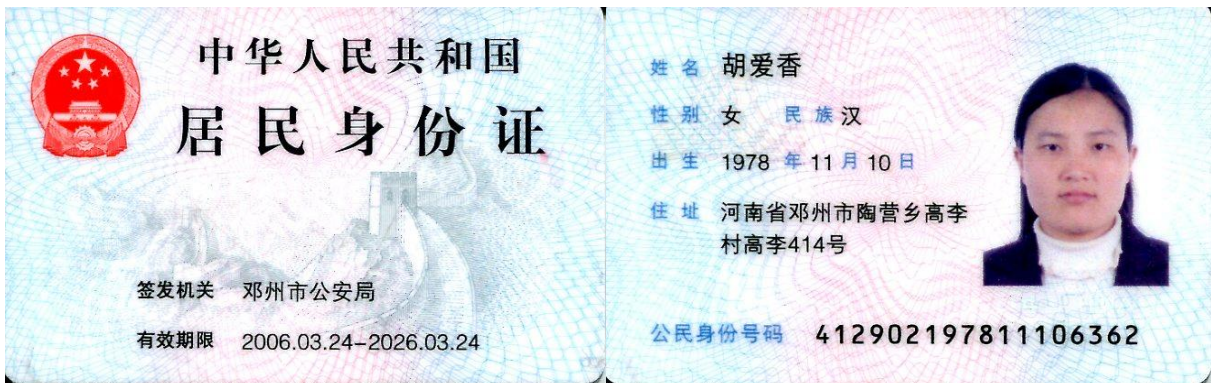 中华人民共和国
居民身份证
签发机关 邓州市公安局
有效期限 2006.03.24-2026.03.24
姓名 胡爱香
性别 女 民族 汉
出生 1978 年 11 月 10 日
住址 河南省邓州市陶营乡高李
村高李414号
公民身份号码 412902197811106362